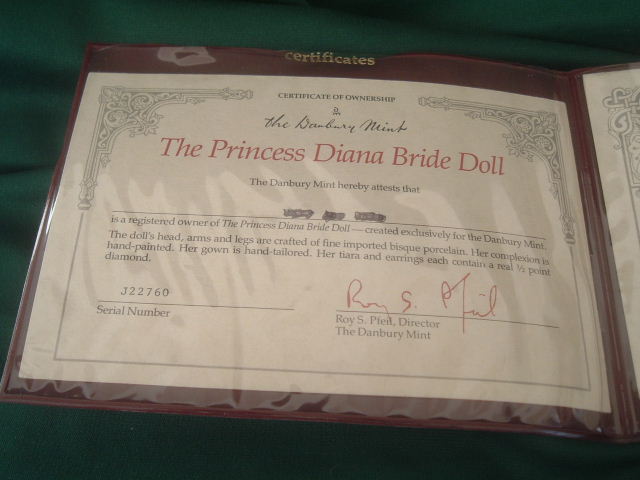 certificates
CERTIFICATE OF OWNERSHIP
the Danbury Mint
The Princess Diana Bride Doll
The Danbury Mint hereby attests that
is a registered owner of The Princess Diana Bride Doll — created exclusively for the Danbury Mint.
The doll's head, arms and legs are crafted of fine imported bisque porcelain. Her complexion is
hand-painted. Her gown is hand-tailored. Her tiara and earrings each contain a real ½ point
diamond.
J22760
Serial Number
Roy S. Pfeil
Roy S. Pfeil, Director
The Danbury Mint